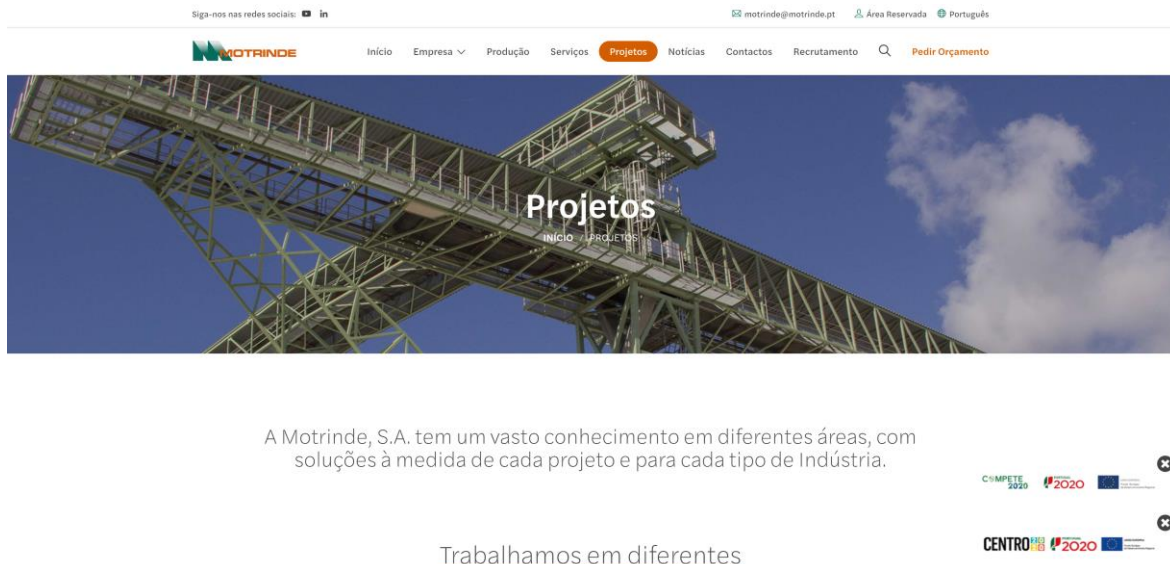 Siga-nos nas redes sociais:
motrinde@motrinde.pt Área Reservada Português
MOTRINDE
Início Empresa Produção Serviços Projetos Notícias Contactos Recrutamento Pedir Orçamento
Projetos
INÍCIO / PROJETOS
A Motrinde, S.A. tem um vasto conhecimento em diferentes áreas, com
soluções à medida de cada projeto e para cada tipo de Indústria.
COMPETE
2020
2020
CENTRO 2020
Trabalhamos em diferentes